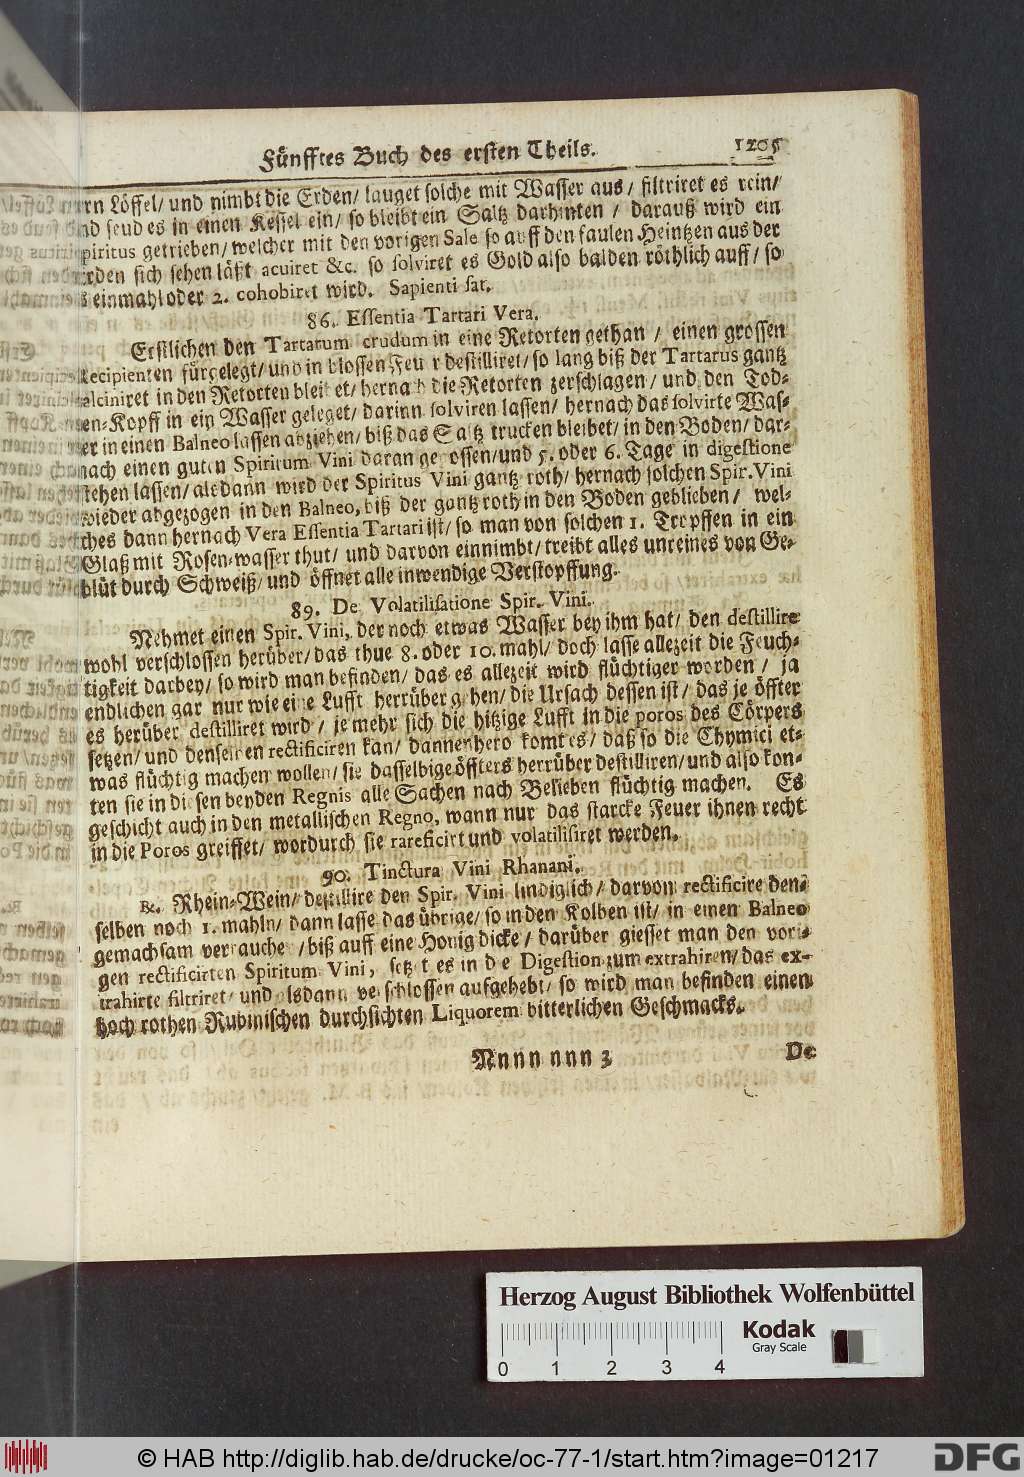 Fünfftes Buch des ersten Theils. 1205
rn Löffel/ und nimbt die Erden/ lauget solche mit Wasser aus/ filtriret es rein/
nd seud es in einen Kessel ein/ so bleibt ein Saltz darhinten / darauß wird ein
piritus getrieben/ welcher mit den vorigen Sale so auff den faulen Heintzen aus der
rden sich sehen läßt acuiret &c. so solviret es Gold also balden röthlich auff/ so
s einmahl oder 2. cohobiret wird. Sapienti sat.
86. Essentia Tartari Vera.
Erstlichen den Tartarum crudum in eine Retorten gethan / einen grossen
Recipienten fürgelegt/ und in blossen Feu r destilliret/ so lang biß der Tartarus gantz
alciniret in den Retorten bleibet/ hernach die Retorten zerschlagen/ und den Tod-
en-Kopff in ein Wasser geleget/ darinn solviren lassen/ hernach das solvirte Was-
er in einen Balneo lassen abziehen/ biß das Saltz trucken bleibet/ in den Boden/ dar-
nach einen guten Spiritum Vini daran gegossen/ und 5. oder 6. Tage in digestione
stehen lassen/ alsdann wird der Spiritus Vini gantz roth/ hernach solchen Spir. Vini
wieder abgezogen in den Balneo, biß der gantz roth in den Boden geblieben/ wel-
ches dann hernach Vera Essentia Tartari ist/ so man von solchen 1. Tropffen in ein
Glaß mit Rosen-wasser thut/ und darvon einnimbt/ treibt alles unreines von Ge-
blüt durch Schweiß/ und öffnet alle inwendige Verstopffung.
89. De Volatilisatione Spir. Vini.
Nehmet einen Spir. Vini, der noch etwas Wasser bey ihm hat/ den destillire
wohl verschlossen herüber/ das thue 8. oder 10. mahl/ doch lasse allezeit die Feuch-
tigkeit darbey/ so wird man befinden/ das es allezeit wird flüchtiger werden/ ja
endlichen gar nur wie eine Lufft herrüber gehen/ die Ursach dessen ist/ das je öffter
es herüber destilliret wird/ je mehr sich die hitzige Lufft in die poros des Cörpers
setzen/ und denselben rectificiren kan/ dannenhero komt es/ daß so die Chymici et-
was flüchtig machen wollen/ sie dasselbige öffters herrüber destilliren/ und also kon-
ten sie in diesen beyden Regnis alle Sachen nach Belieben flüchtig machen. Es
geschicht auch in den metallischen Regno, wann nur das starcke Feuer ihnen recht
in die Poros greiffet/ wordurch sie rareficirt und volatilisiret werden.
90. Tinctura Vini Rhanani.
℞. Rhein-Wein/ destillire den Spir. Vini lindiglich/ darvon rectificire den-
selben noch 1. mahln/ dann lasse das übrige/ so in den Kolben ist/ in einen Balneo
gemachsam verrauchen/ biß auff eine Honig dicke/ darüber giesset man den vori-
gen rectificirten Spiritum Vini, setzet es in die Digestion zum extrahiren/ das ex-
trahirte filtriret/ und alsdann verschlossen auffgehebt/ so wird man befinden einen
hoch rothen Rubinischen durchsichten Liquorem bitterlichen Geschmacks.
Nnnn nnn 3 De
Herzog August Bibliothek Wolfenbüttel
Kodak
Gray Scale
0 1 2 3 4
© HAB http://diglib.hab.de/drucke/oc-77-1/start.htm?image=01217
DFG